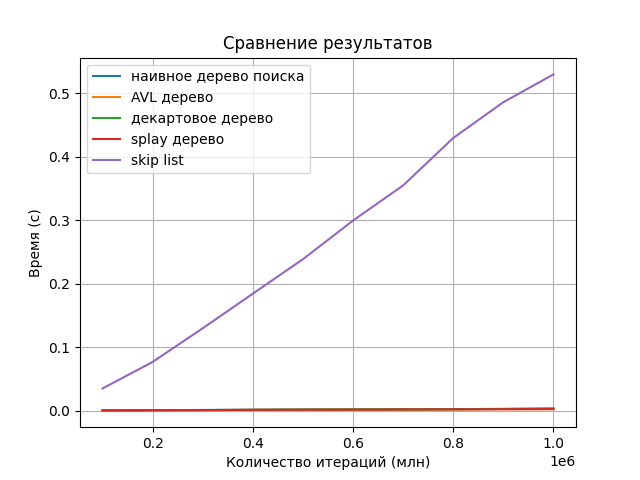 Сравнение результатов
наивное дерево поиска
AVL дерево
декартовое дерево
splay дерево
skip list
Время (с)
0.5
0.4
0.3
0.2
0.1
0.0
0.2 0.4 0.6 0.8 1.0
1e6
Количество итераций (млн)